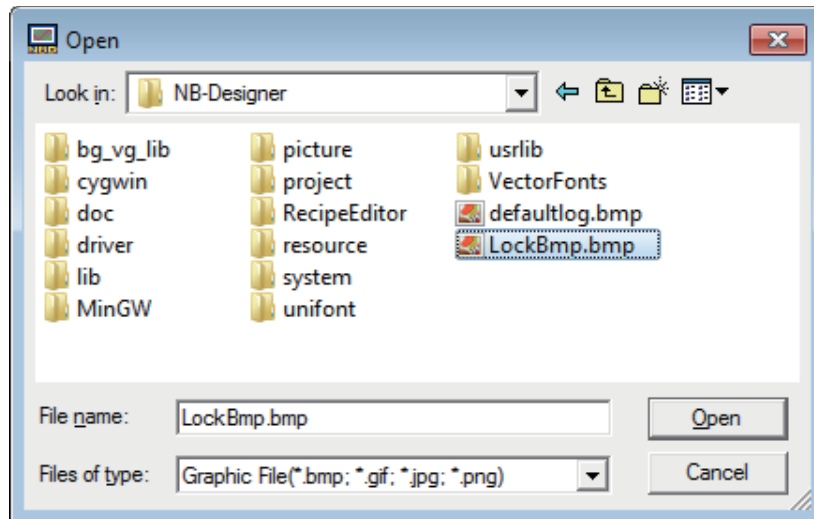 Open
Look in: NB-Designer
bg_vg_lib picture usrlib
cygwin project VectorFonts
doc RecipeEditor defaultlog.bmp
driver resource LockBmp.bmp
lib system
MinGW unifont
File name: LockBmp.bmp Open
Files of type: Graphic File(*.bmp; *.gif; *.jpg; *.png) Cancel